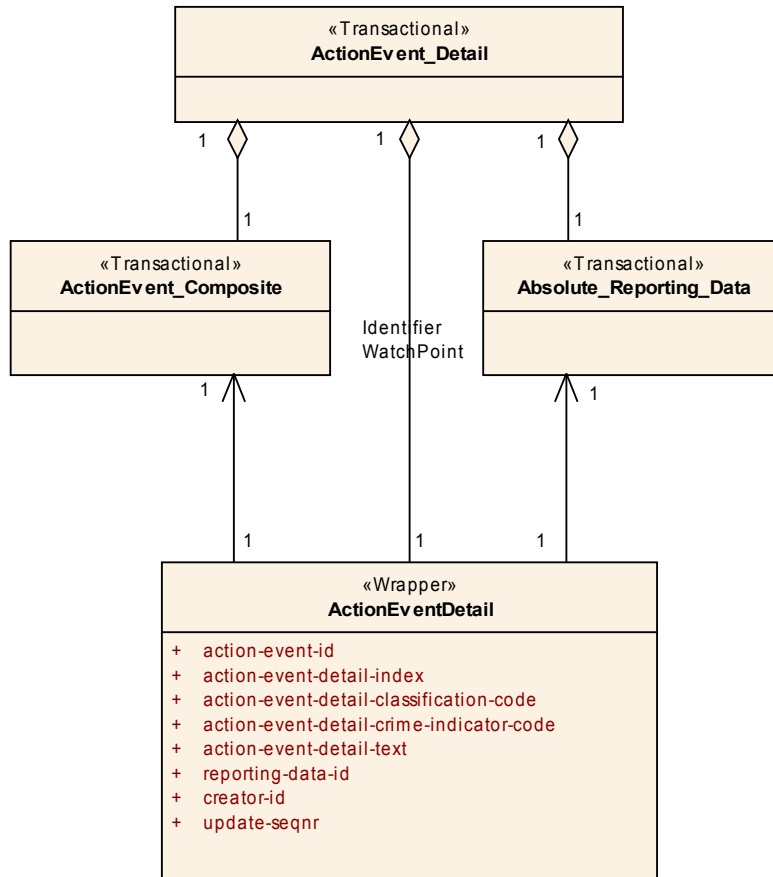 «Transactional»
ActionEvent_Detail
1
1
1
1
1
«Transactional»
ActionEvent_Composite
«Transactional»
Absolute_Reporting_Data
Identifier
WatchPoint
1
1
1
1
1
«Wrapper»
ActionEventDetail
+ action-event-id
+ action-event-detail-index
+ action-event-detail-classification-code
+ action-event-detail-crime-indicator-code
+ action-event-detail-text
+ reporting-data-id
+ creator-id
+ update-seqnr